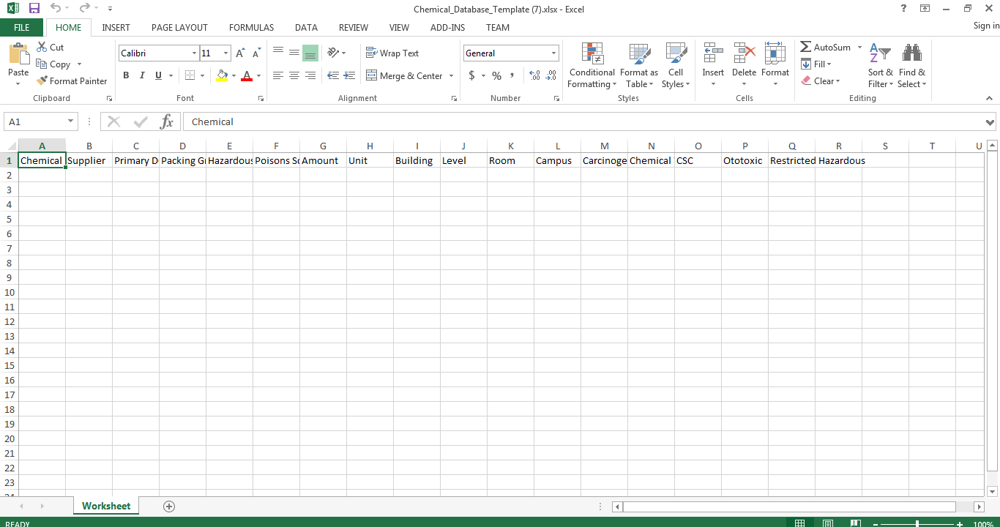 Chemical_Database_Template (7).xlsx - Excel
?
FILE HOME INSERT PAGE LAYOUT FORMULAS DATA REVIEW VIEW ADD-INS TEAM Sign in
Paste
Cut
Copy
Format Painter
Clipboard
Calibri 11 A A
B I U A
Font
Wrap Text
Merge & Center
Alignment
General
$ % ,
Number
Conditional Formatting
Format as Table
Cell Styles
Styles
Insert
Delete
Format
Cells
AutoSum
Fill
Clear
Sort & Filter
Find & Select
Editing
A1 fx Chemical
A B C D E F G H I J K L M N O P Q R S T U
1 Chemical Supplier Primary D Packing Gr Hazardous Poisons Sc Amount Unit Building Level Room Campus Carcinoge Chemical CSC Ototoxic Restricted Hazardous
2
3
4
5
6
7
8
9
10
11
12
13
14
15
16
17
18
19
20
21
22
23
24
Worksheet
READY 100%